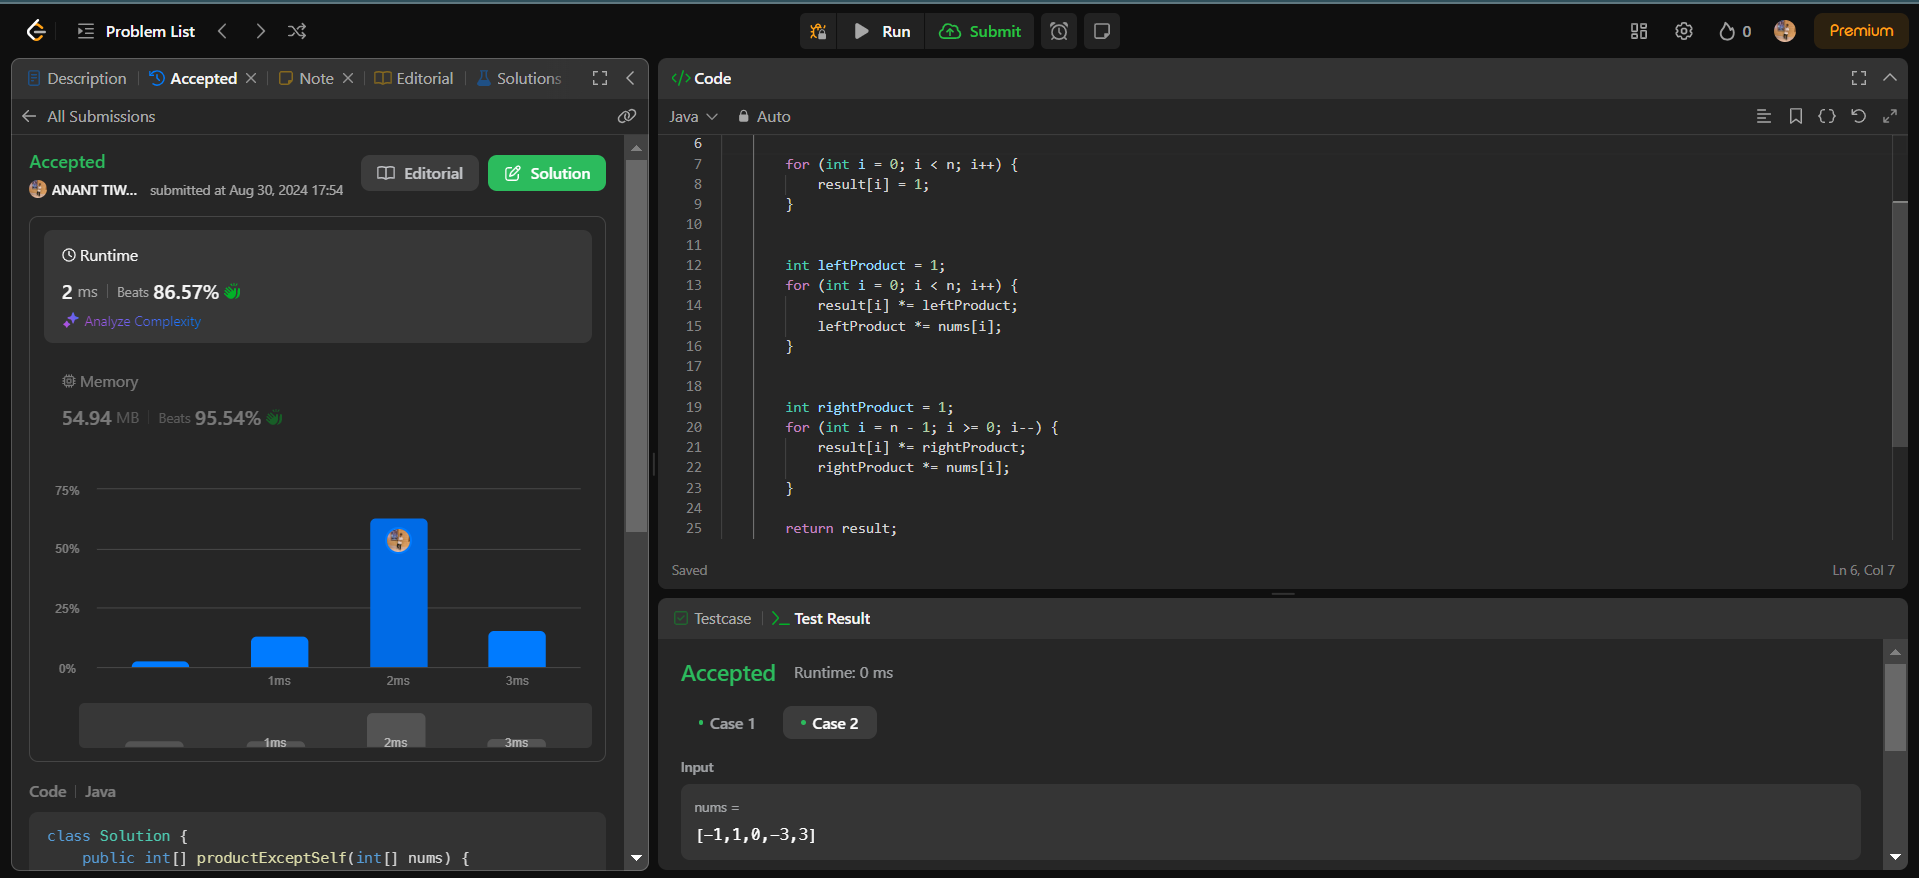 Problem List
Run
Submit
0
Premium
Description
Accepted
Note
Editorial
Solutions
All Submissions
Accepted
ANANT TIW... submitted at Aug 30, 2024 17:54
Editorial
Solution
Runtime
2 ms Beats 86.57%
Analyze Complexity
Memory
54.94 MB Beats 95.54%
75%
50%
25%
0%
1ms 2ms 3ms
1ms 2ms 3ms
Code Java
class Solution {
public int[] productExceptSelf(int[] nums) {
</> Code
Java Auto
6
7 for (int i = 0; i < n; i++) {
8 result[i] = 1;
9 }
10
11
12 int leftProduct = 1;
13 for (int i = 0; i < n; i++) {
14 result[i] *= leftProduct;
15 leftProduct *= nums[i];
16 }
17
18
19 int rightProduct = 1;
20 for (int i = n - 1; i >= 0; i--) {
21 result[i] *= rightProduct;
22 rightProduct *= nums[i];
23 }
24
25 return result;
Saved
Ln 6, Col 7
Testcase
Test Result
Accepted Runtime: 0 ms
Case 1
Case 2
Input
nums =
[-1,1,0,-3,3]